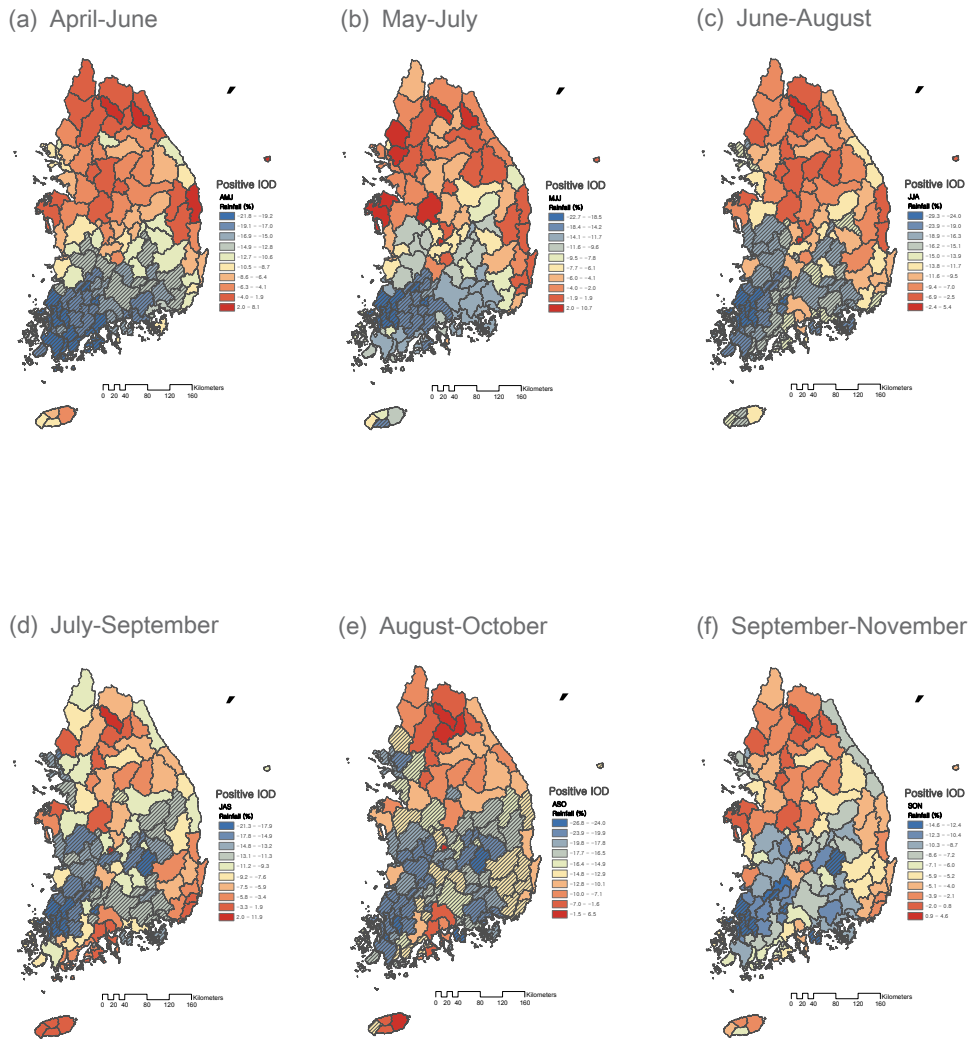 (a) April-June
(b) May-July
(c) June-August
Positive IOD
AMJ
Rainfall (%)
-21.8 - -19.2
-19.1 - -17.0
-16.9 - -15.0
-14.9 - -12.8
-12.7 - -10.6
-10.5 - -8.7
-8.6 - -6.4
-6.3 - -4.1
-4.0 - 1.9
2.0 - 8.1
Kilometers
0 20 40 80 120 160
Positive IOD
MJJ
Rainfall (%)
-22.7 - -18.5
-18.4 - -14.2
-14.1 - -11.7
-11.6 - -9.6
-9.5 - -7.8
-7.7 - -6.1
-6.0 - -4.1
-4.0 - -2.0
-1.9 - 1.9
2.0 - 10.7
Kilometers
0 20 40 80 120 160
Positive IOD
JJA
Rainfall (%)
-29.3 - -24.0
-23.9 - -19.0
-18.9 - -16.3
-16.2 - -15.1
-15.0 - -13.9
-13.8 - -11.7
-11.6 - -9.5
-9.4 - -7.0
-6.9 - -2.5
-2.4 - 5.4
Kilometers
0 20 40 80 120 160
(d) July-September
(e) August-October
(f) September-November
Positive IOD
JAS
Rainfall (%)
-21.3 - -17.9
-17.8 - -14.9
-14.8 - -13.2
-13.1 - -11.3
-11.2 - -9.3
-9.2 - -7.6
-7.5 - -5.9
-5.8 - -3.4
-3.3 - 1.9
2.0 - 11.9
Kilometers
0 20 40 80 120 160
Positive IOD
ASO
Rainfall (%)
-26.8 - -24.0
-23.9 - -19.9
-19.8 - -17.8
-17.7 - -16.5
-16.4 - -14.9
-14.8 - -12.9
-12.8 - -10.1
-10.0 - -7.1
-7.0 - -1.6
-1.5 - 6.5
Kilometers
0 20 40 80 120 160
Positive IOD
SON
Rainfall (%)
-14.6 - -12.4
-12.3 - -10.4
-10.3 - -8.7
-8.6 - -7.2
-7.1 - -6.0
-5.9 - -5.2
-5.1 - -4.0
-3.9 - -2.1
-2.0 - 0.8
0.9 - 4.6
Kilometers
0 20 40 80 120 160